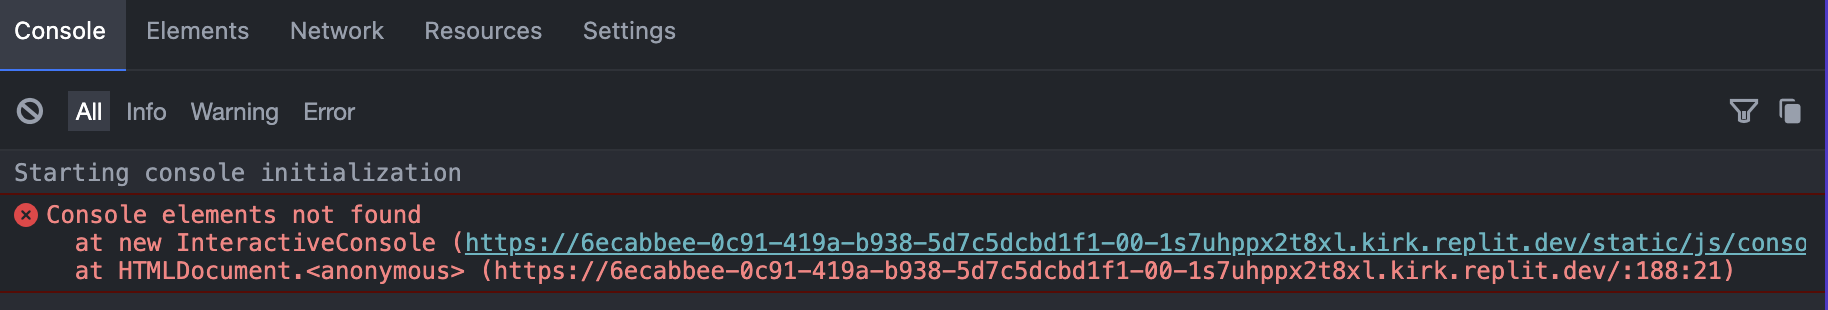 Console Elements Network Resources Settings
All Info Warning Error
Starting console initialization
Console elements not found
at new InteractiveConsole (https://6ecabbee-0c91-419a-b938-5d7c5dcbd1f1-00-1s7uhppx2t8xl.kirk.replit.dev/static/js/conso
at HTMLDocument.<anonymous> (https://6ecabbee-0c91-419a-b938-5d7c5dcbd1f1-00-1s7uhppx2t8xl.kirk.replit.dev/:188:21)